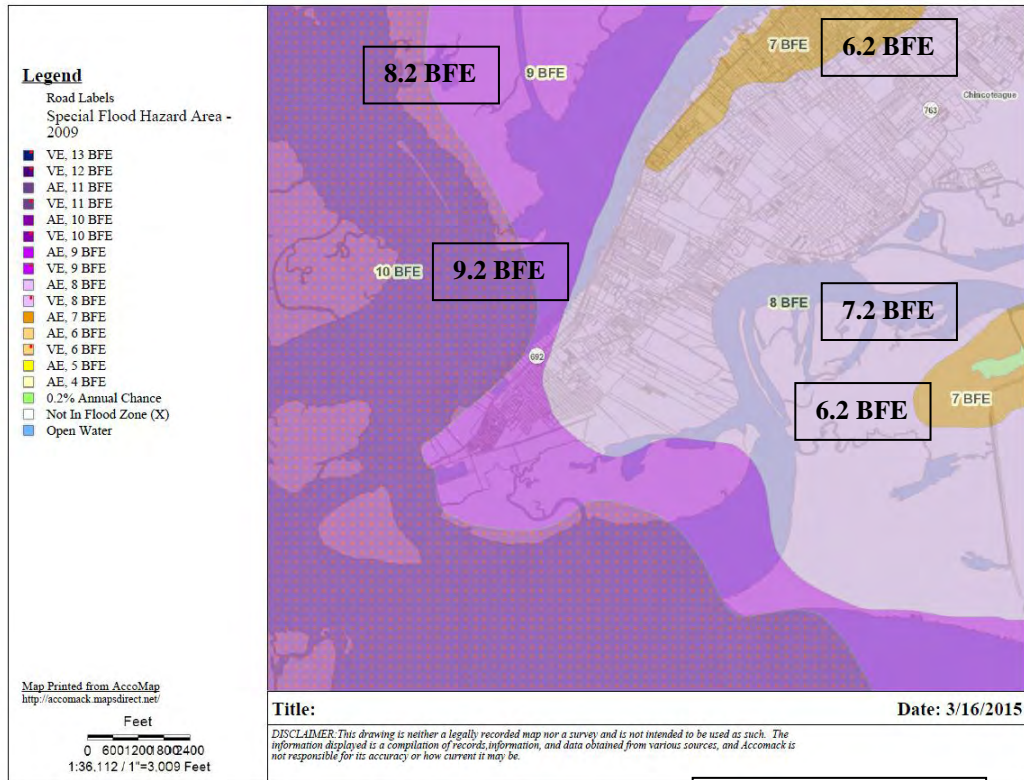 Legend
Road Labels
Special Flood Hazard Area -
2009
VE, 13 BFE
VE, 12 BFE
AE, 11 BFE
VE, 11 BFE
AE, 10 BFE
VE, 10 BFE
AE, 9 BFE
VE, 9 BFE
AE, 8 BFE
VE, 8 BFE
AE, 7 BFE
AE, 6 BFE
VE, 6 BFE
AE, 5 BFE
AE, 4 BFE
0.2% Annual Chance
Not In Flood Zone (X)
Open Water
Map Printed from AccoMap
http://accomack.mapsdirect.net/
Feet
0 600 1200 1800 2400
1:36,112 / 1"=3,009 Feet
7 BFE
6.2 BFE
8.2 BFE
9 BFE
Chincoteague
763
10 BFE
9.2 BFE
8 BFE
7.2 BFE
692
6.2 BFE
7 BFE
Title:
Date: 3/16/2015
DISCLAIMER:This drawing is neither a legally recorded map nor a survey and is not intended to be used as such. The
information displayed is a compilation of records,information, and data obtained from various sources, and Accomack is
not responsible for its accuracy or how current it may be.